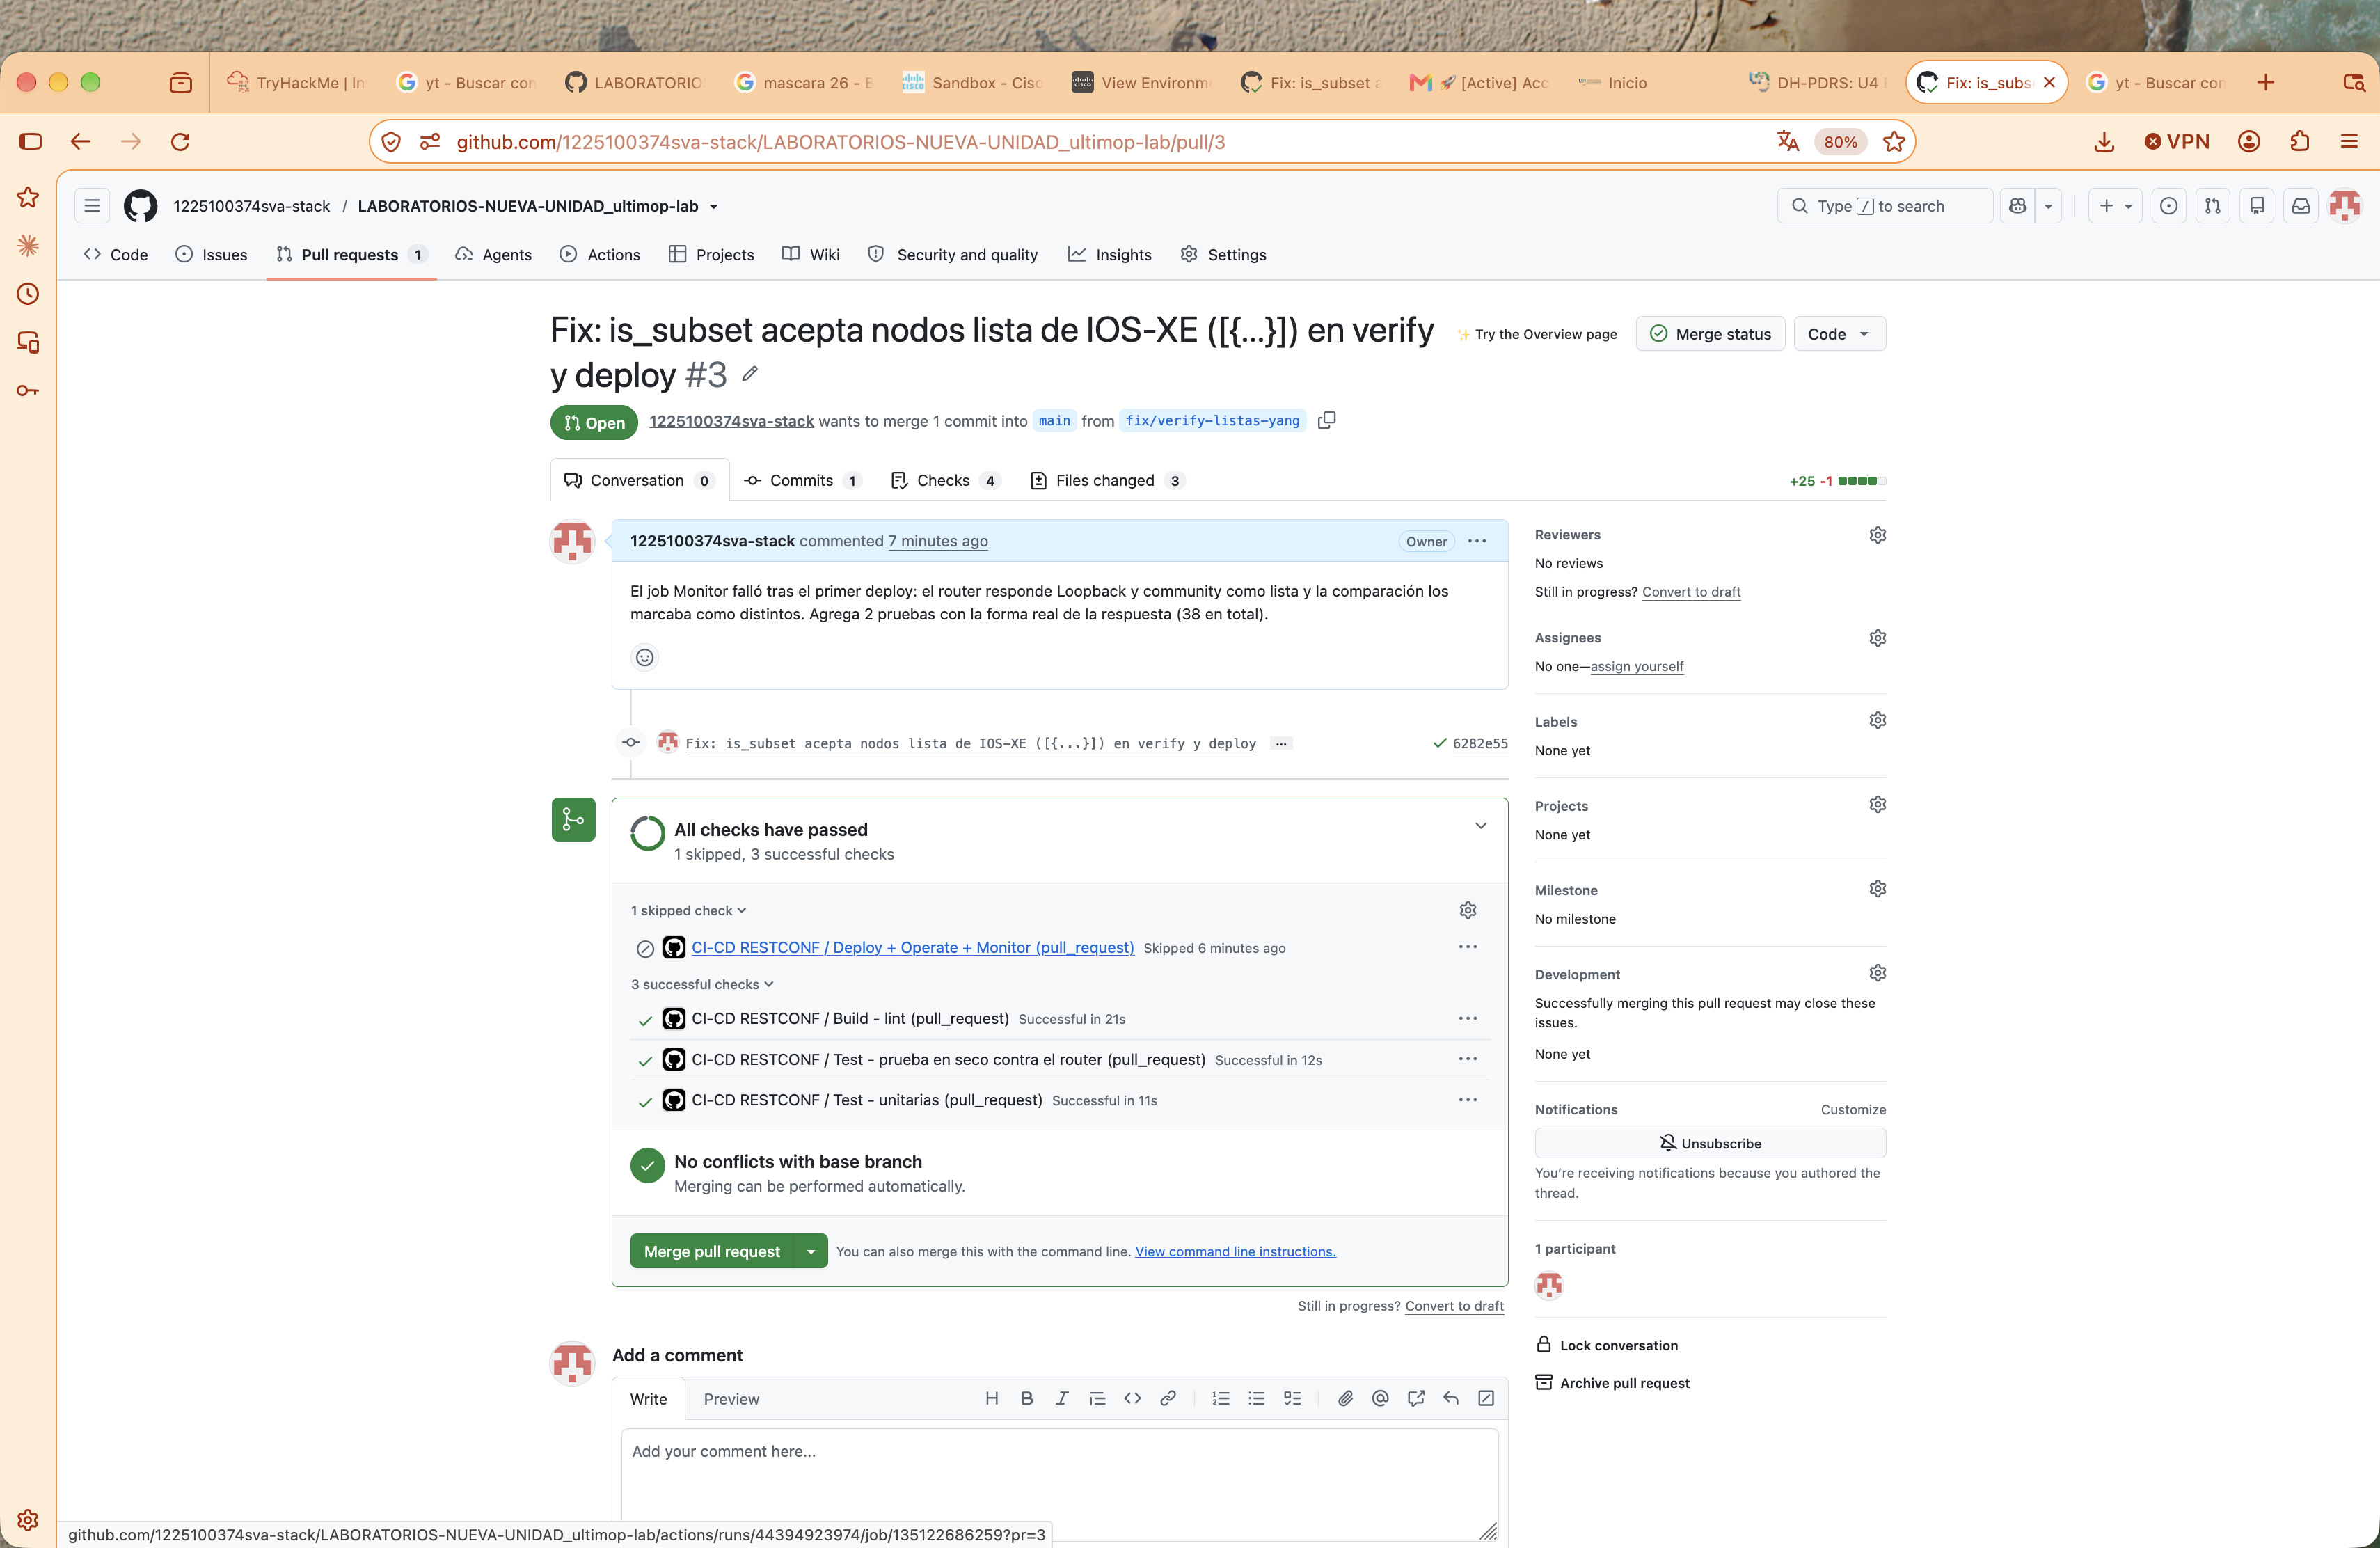 TryHackMe | In
yt - Buscar con
LABORATORIO
mascara 26 - B
Sandbox - Cisc
View Environm
Fix: is_subset a
[Active] Acc
Inicio
DH-PDRS: U4 E
Fix: is_subs
yt - Buscar con
github.com/1225100374sva-stack/LABORATORIOS-NUEVA-UNIDAD_ultimop-lab/pull/3
80%
VPN
1225100374sva-stack / LABORATORIOS-NUEVA-UNIDAD_ultimop-lab
Type / to search
Code
Issues
Pull requests 1
Agents
Actions
Projects
Wiki
Security and quality
Insights
Settings
Fix: is_subset acepta nodos lista de IOS-XE ([{...}]) en verify
y deploy #3
Try the Overview page
Merge status
Code
Open
1225100374sva-stack wants to merge 1 commit into main from fix/verify-listas-yang
Conversation 0
Commits 1
Checks 4
Files changed 3
+25 -1
1225100374sva-stack commented 7 minutes ago
Owner
El job Monitor falló tras el primer deploy: el router responde Loopback y community como lista y la comparación los
marcaba como distintos. Agrega 2 pruebas con la forma real de la respuesta (38 en total).
Fix: is_subset acepta nodos lista de IOS-XE ([{...}]) en verify y deploy ...
6282e55
All checks have passed
1 skipped, 3 successful checks
1 skipped check
CI-CD RESTCONF / Deploy + Operate + Monitor (pull_request) Skipped 6 minutes ago
3 successful checks
CI-CD RESTCONF / Build - lint (pull_request) Successful in 21s
CI-CD RESTCONF / Test - prueba en seco contra el router (pull_request) Successful in 12s
CI-CD RESTCONF / Test - unitarias (pull_request) Successful in 11s
No conflicts with base branch
Merging can be performed automatically.
Merge pull request
You can also merge this with the command line. View command line instructions.
Still in progress? Convert to draft
Add a comment
Write
Preview
Add your comment here...
Reviewers
No reviews
Still in progress? Convert to draft
Assignees
No one—assign yourself
Labels
None yet
Projects
None yet
Milestone
No milestone
Development
Successfully merging this pull request may close these
issues.
None yet
Notifications
Customize
Unsubscribe
You're receiving notifications because you authored the
thread.
1 participant
Lock conversation
Archive pull request
github.com/1225100374sva-stack/LABORATORIOS-NUEVA-UNIDAD_ultimop-lab/actions/runs/44394923974/job/135122686259?pr=3